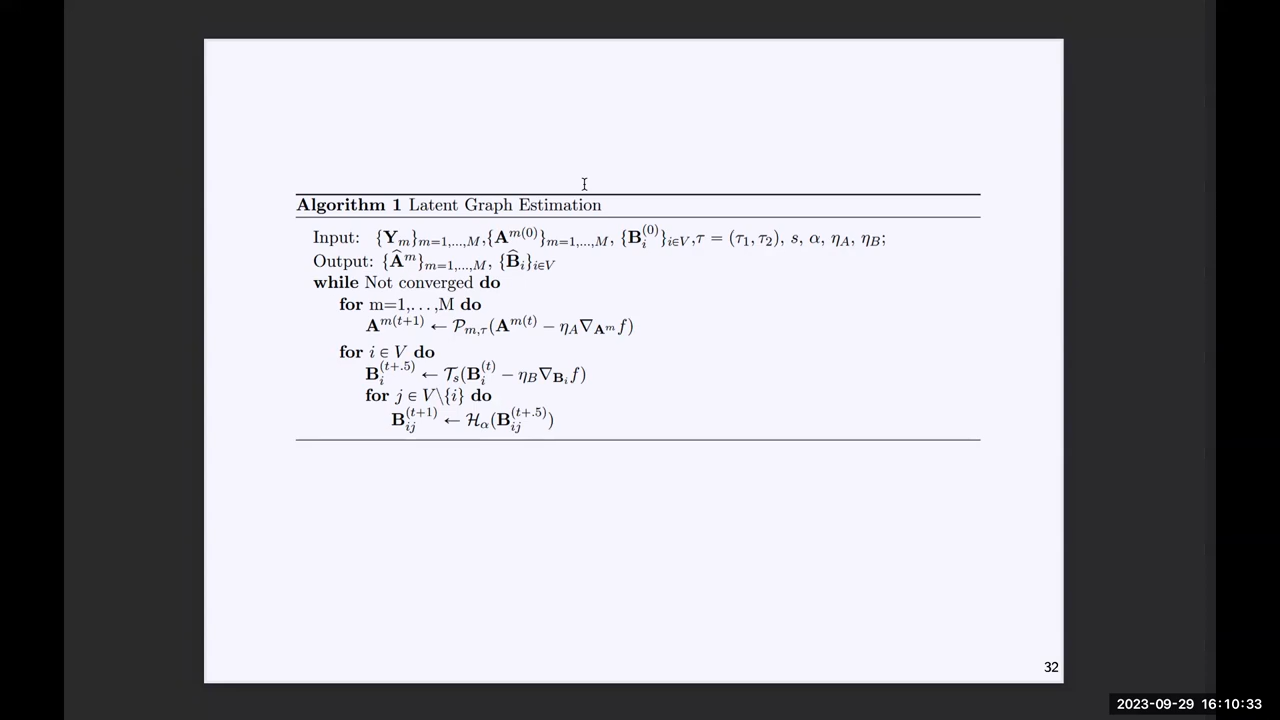 Algorithm 1 Latent Graph Estimation
Input: {Y_m}_{m=1,...,M},{A^{m(0)}}_{m=1,...,M}, {B_i^{(0)}}_{i∈V},τ = (τ_1, τ_2), s, α, η_A, η_B;
Output: {Â^m}_{m=1,...,M}, {B̂_i}_{i∈V}
while Not converged do
for m=1,...,M do
A^{m(t+1)} ← P_{m,τ}(A^{m(t)} − η_A∇_{A^m}f)
for i ∈ V do
B_i^{(t+.5)} ← T_s(B_i^{(t)} − η_B∇_{B_i}f)
for j ∈ V\{i} do
B_{ij}^{(t+1)} ← H_α(B_{ij}^{(t+.5)})
32
2023-09-29 16:10:33